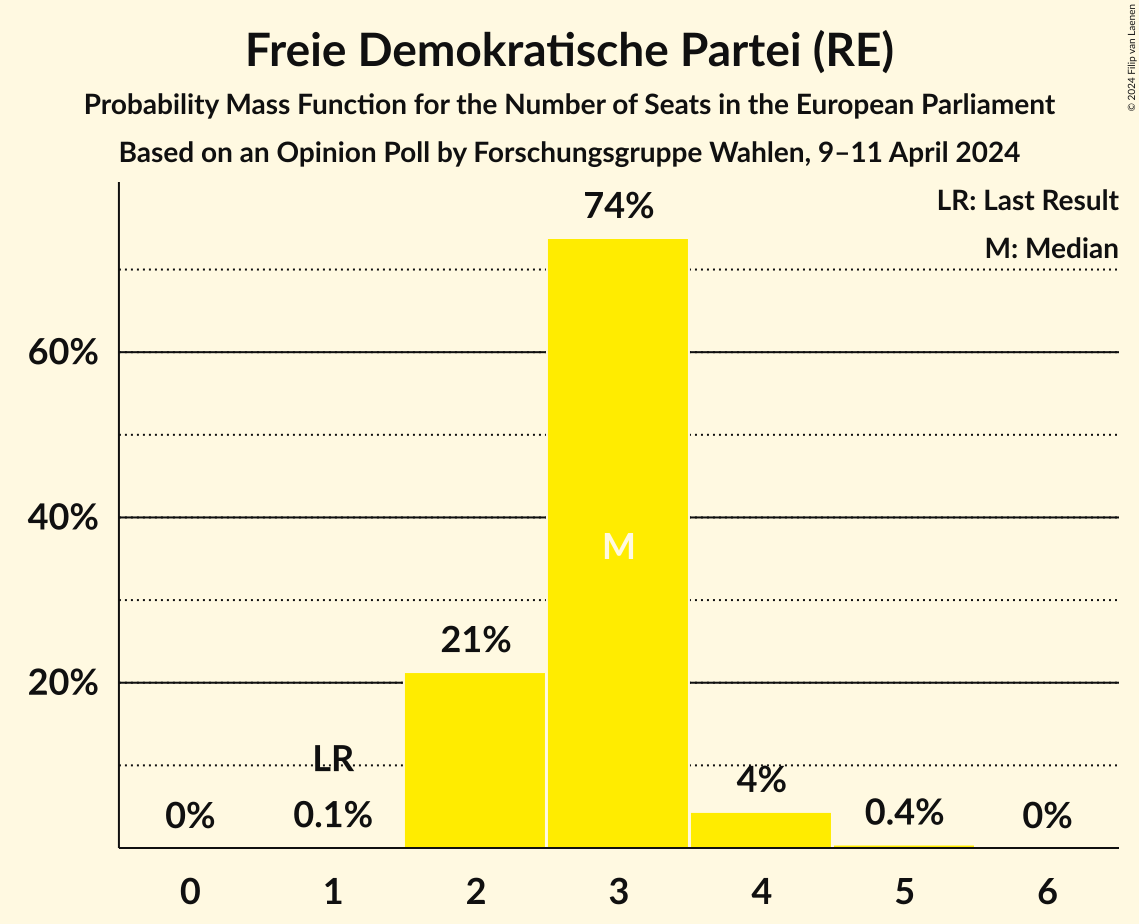 Freie Demokratische Partei (RE)
Probability Mass Function for the Number of Seats in the European Parliament
Based on an Opinion Poll by Forschungsgruppe Wahlen, 9–11 April 2024
© 2024 Filip van Laenen
LR: Last Result
M: Median
74%
60%
40%
M
21%
20%
LR
4%
0%
0.1%
0.4%
0%
0
1
2
3
4
5
6